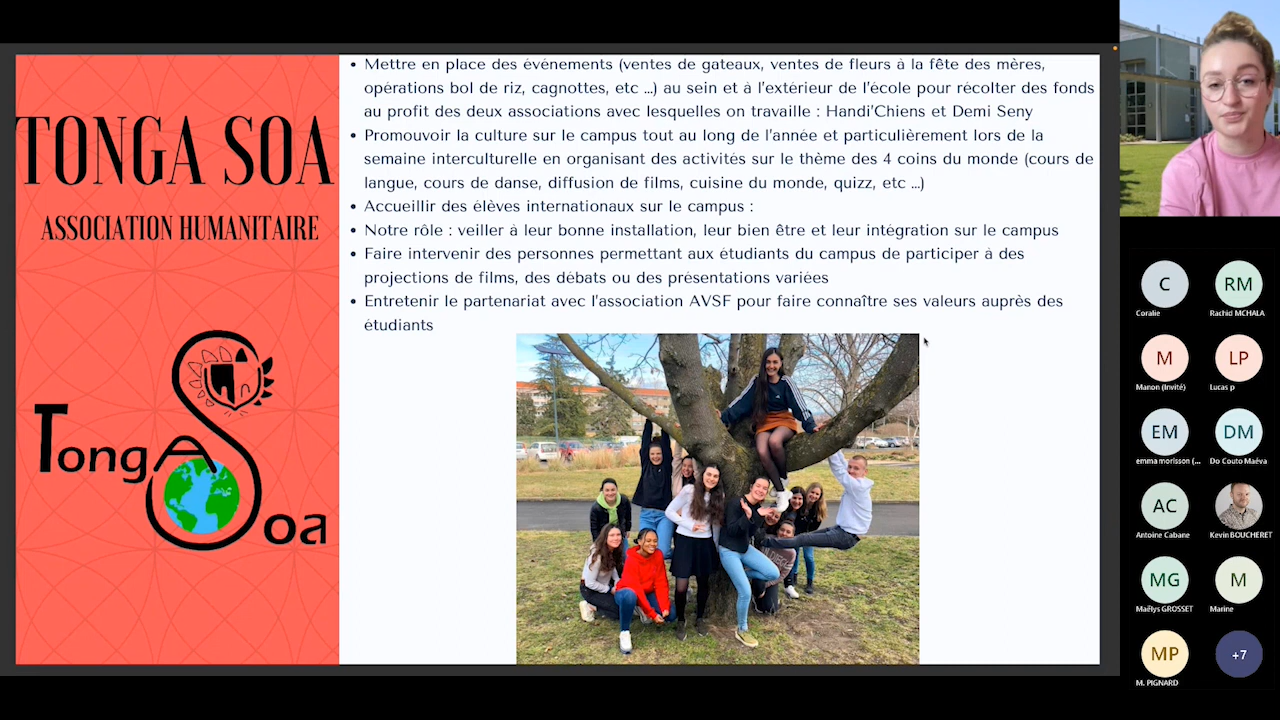 TONGA SOA
ASSOCIATION HUMANITAIRE
TongA Soa
• Mettre en place des événements (ventes de gateaux, ventes de fleurs à la fête des mères,
opérations bol de riz, cagnottes, etc ...) au sein et à l'extérieur de l'école pour récolter des fonds
au profit des deux associations avec lesquelles on travaille : Handi'Chiens et Demi Seny
• Promouvoir la culture sur le campus tout au long de l'année et particulièrement lors de la
semaine interculturelle en organisant des activités sur le thème des 4 coins du monde (cours de
langue, cours de danse, diffusion de films, cuisine du monde, quizz, etc ...)
• Accueillir des élèves internationaux sur le campus :
• Notre rôle : veiller à leur bonne installation, leur bien être et leur intégration sur le campus
• Faire intervenir des personnes permettant aux étudiants du campus de participer à des
projections de films, des débats ou des présentations variées
• Entretenir le partenariat avec l'association AVSF pour faire connaître ses valeurs auprès des
étudiants
C
Coralie
RM
Rachid MCHALA
M
Manon (Invité)
LP
Lucas p
EM
emma morisson (...
DM
Do Couto Maéva
AC
Antoine Cabane
Kevin BOUCHERET
MG
Maëlys GROSSET
M
Marine
MP
M. PIGNARD
+7